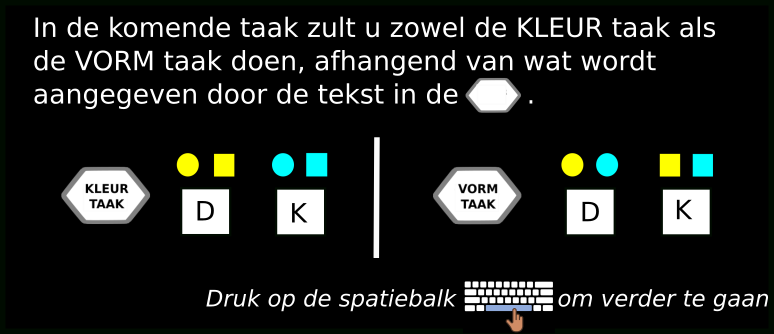 In de komende taak zult u zowel de KLEUR taak als
de VORM taak doen, afhangend van wat wordt
aangegeven door de tekst in de .
KLEUR
TAAK
D
K
VORM
TAAK
D
K
Druk op de spatiebalk om verder te gaan